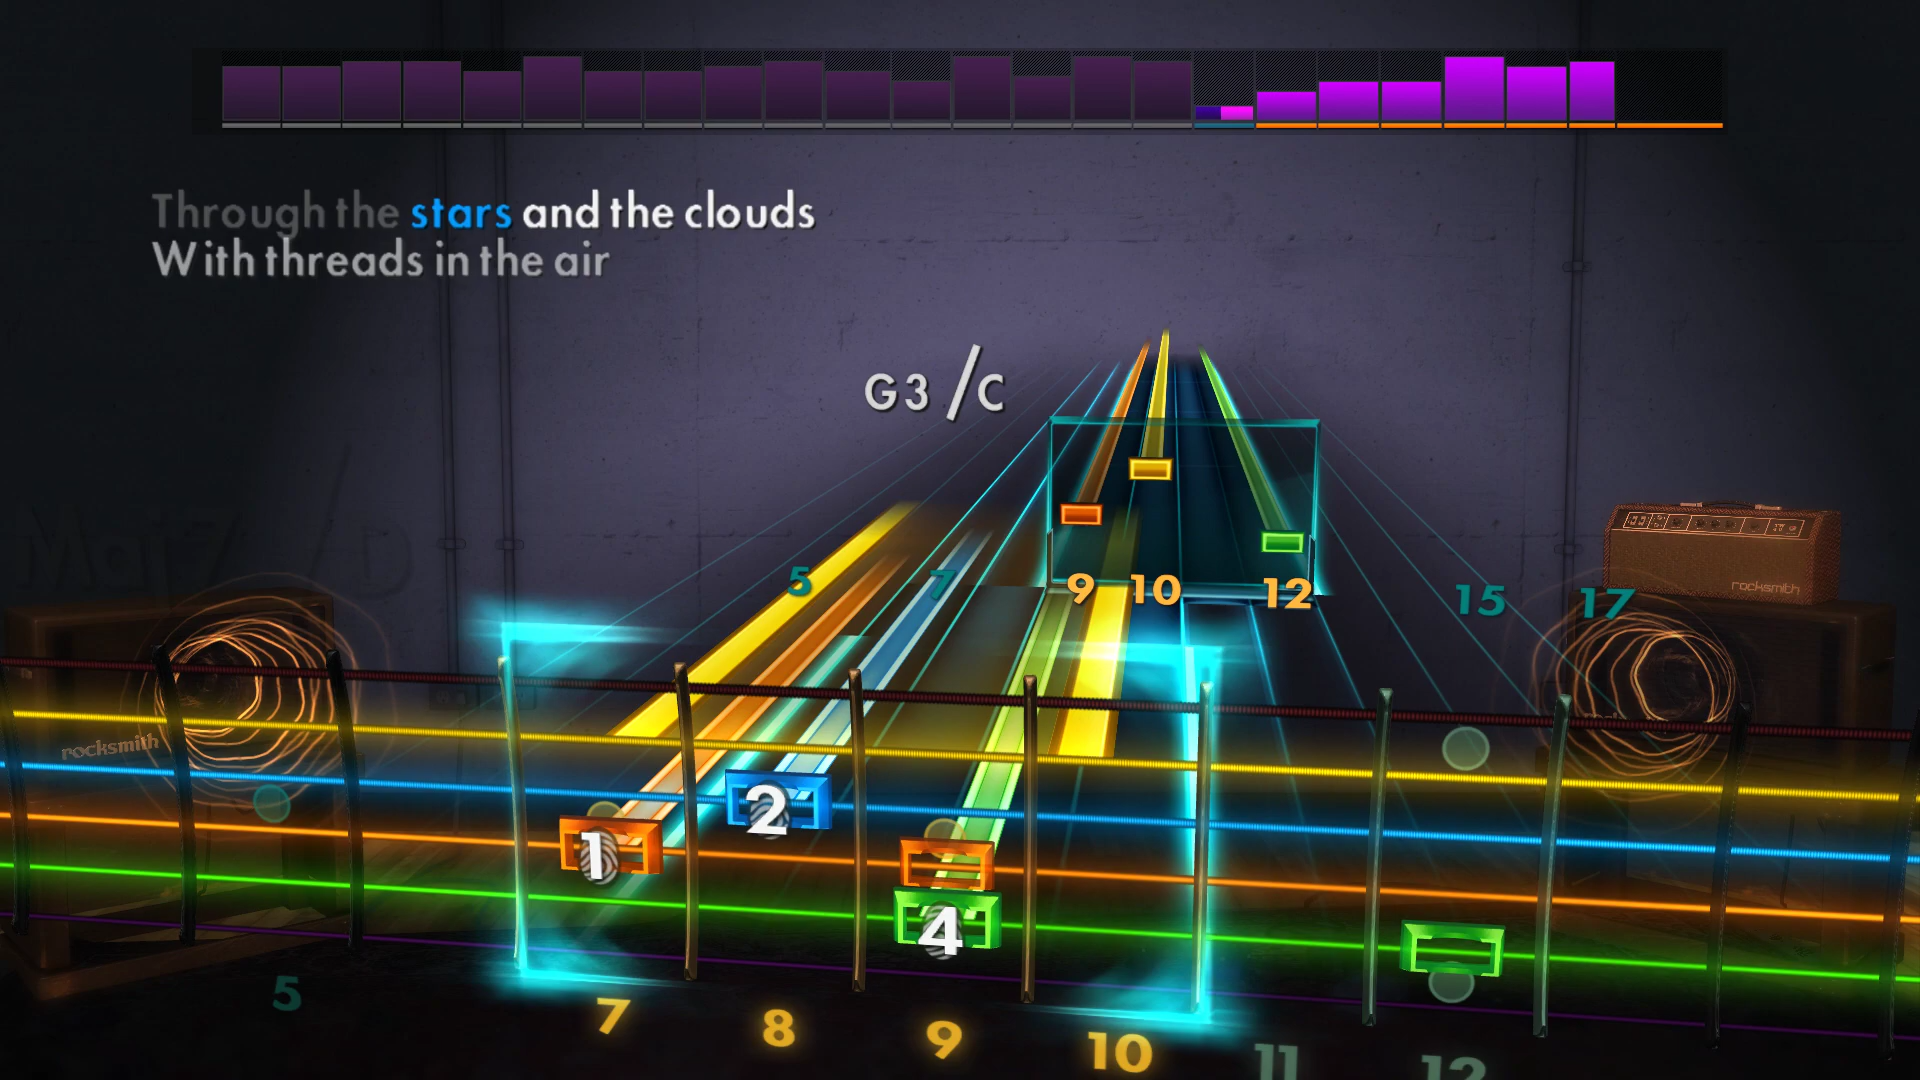 Through the stars and the clouds
With threads in the air
G3 /C
5 7 9 10 12 15 17
rocksmith
rocksmith
1 2 4
5 7 8 9 10 11 12